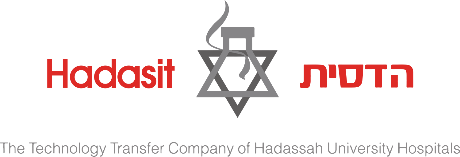 Hadasit הדסית
The Technology Transfer Company of Hadassah University Hospitals